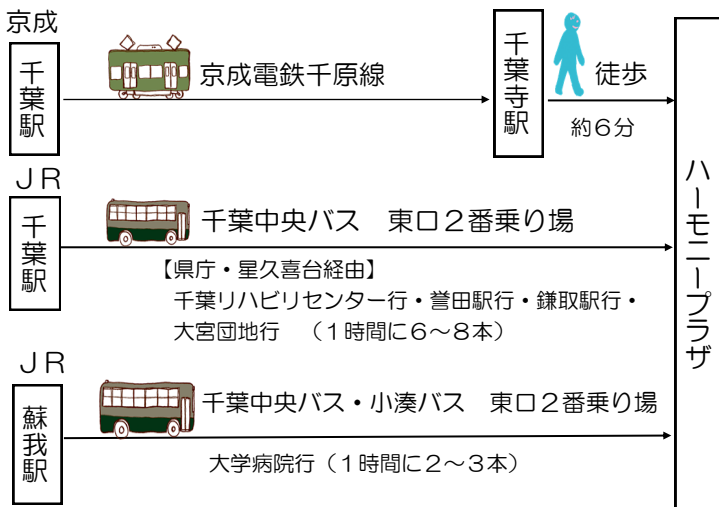 京成
千葉駅
京成電鉄千原線
千葉寺駅
徒歩
約6分
JR
千葉駅
千葉中央バス 東口2番乗り場
【県庁・星久喜台経由】
千葉リハビリセンター行・誉田駅行・鎌取駅行・
大宮団地行 (1時間に6~8本)
JR
蘇我駅
千葉中央バス・小湊バス 東口2番乗り場
大学病院行(1時間に2~3本)
ハーモニープラザ